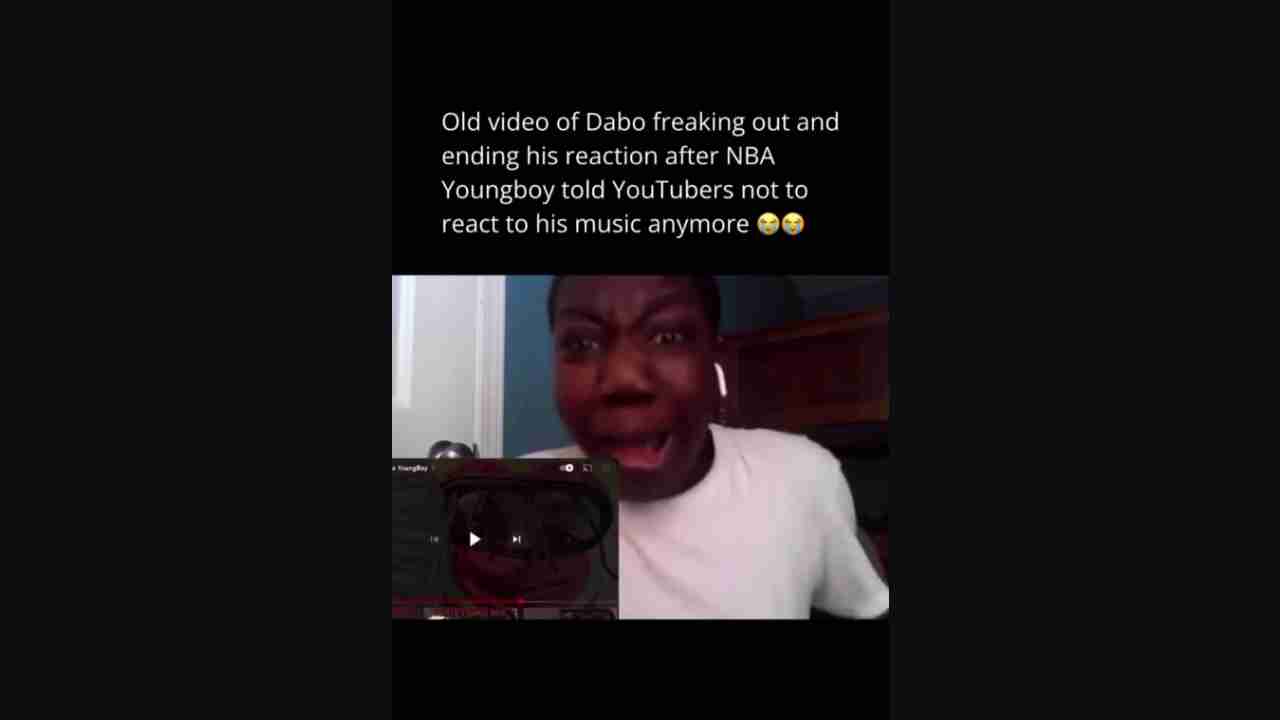 Old video of Dabo freaking out and
ending his reaction after NBA
Youngboy told YouTubers not to
react to his music anymore 😭😭
YoungBoy